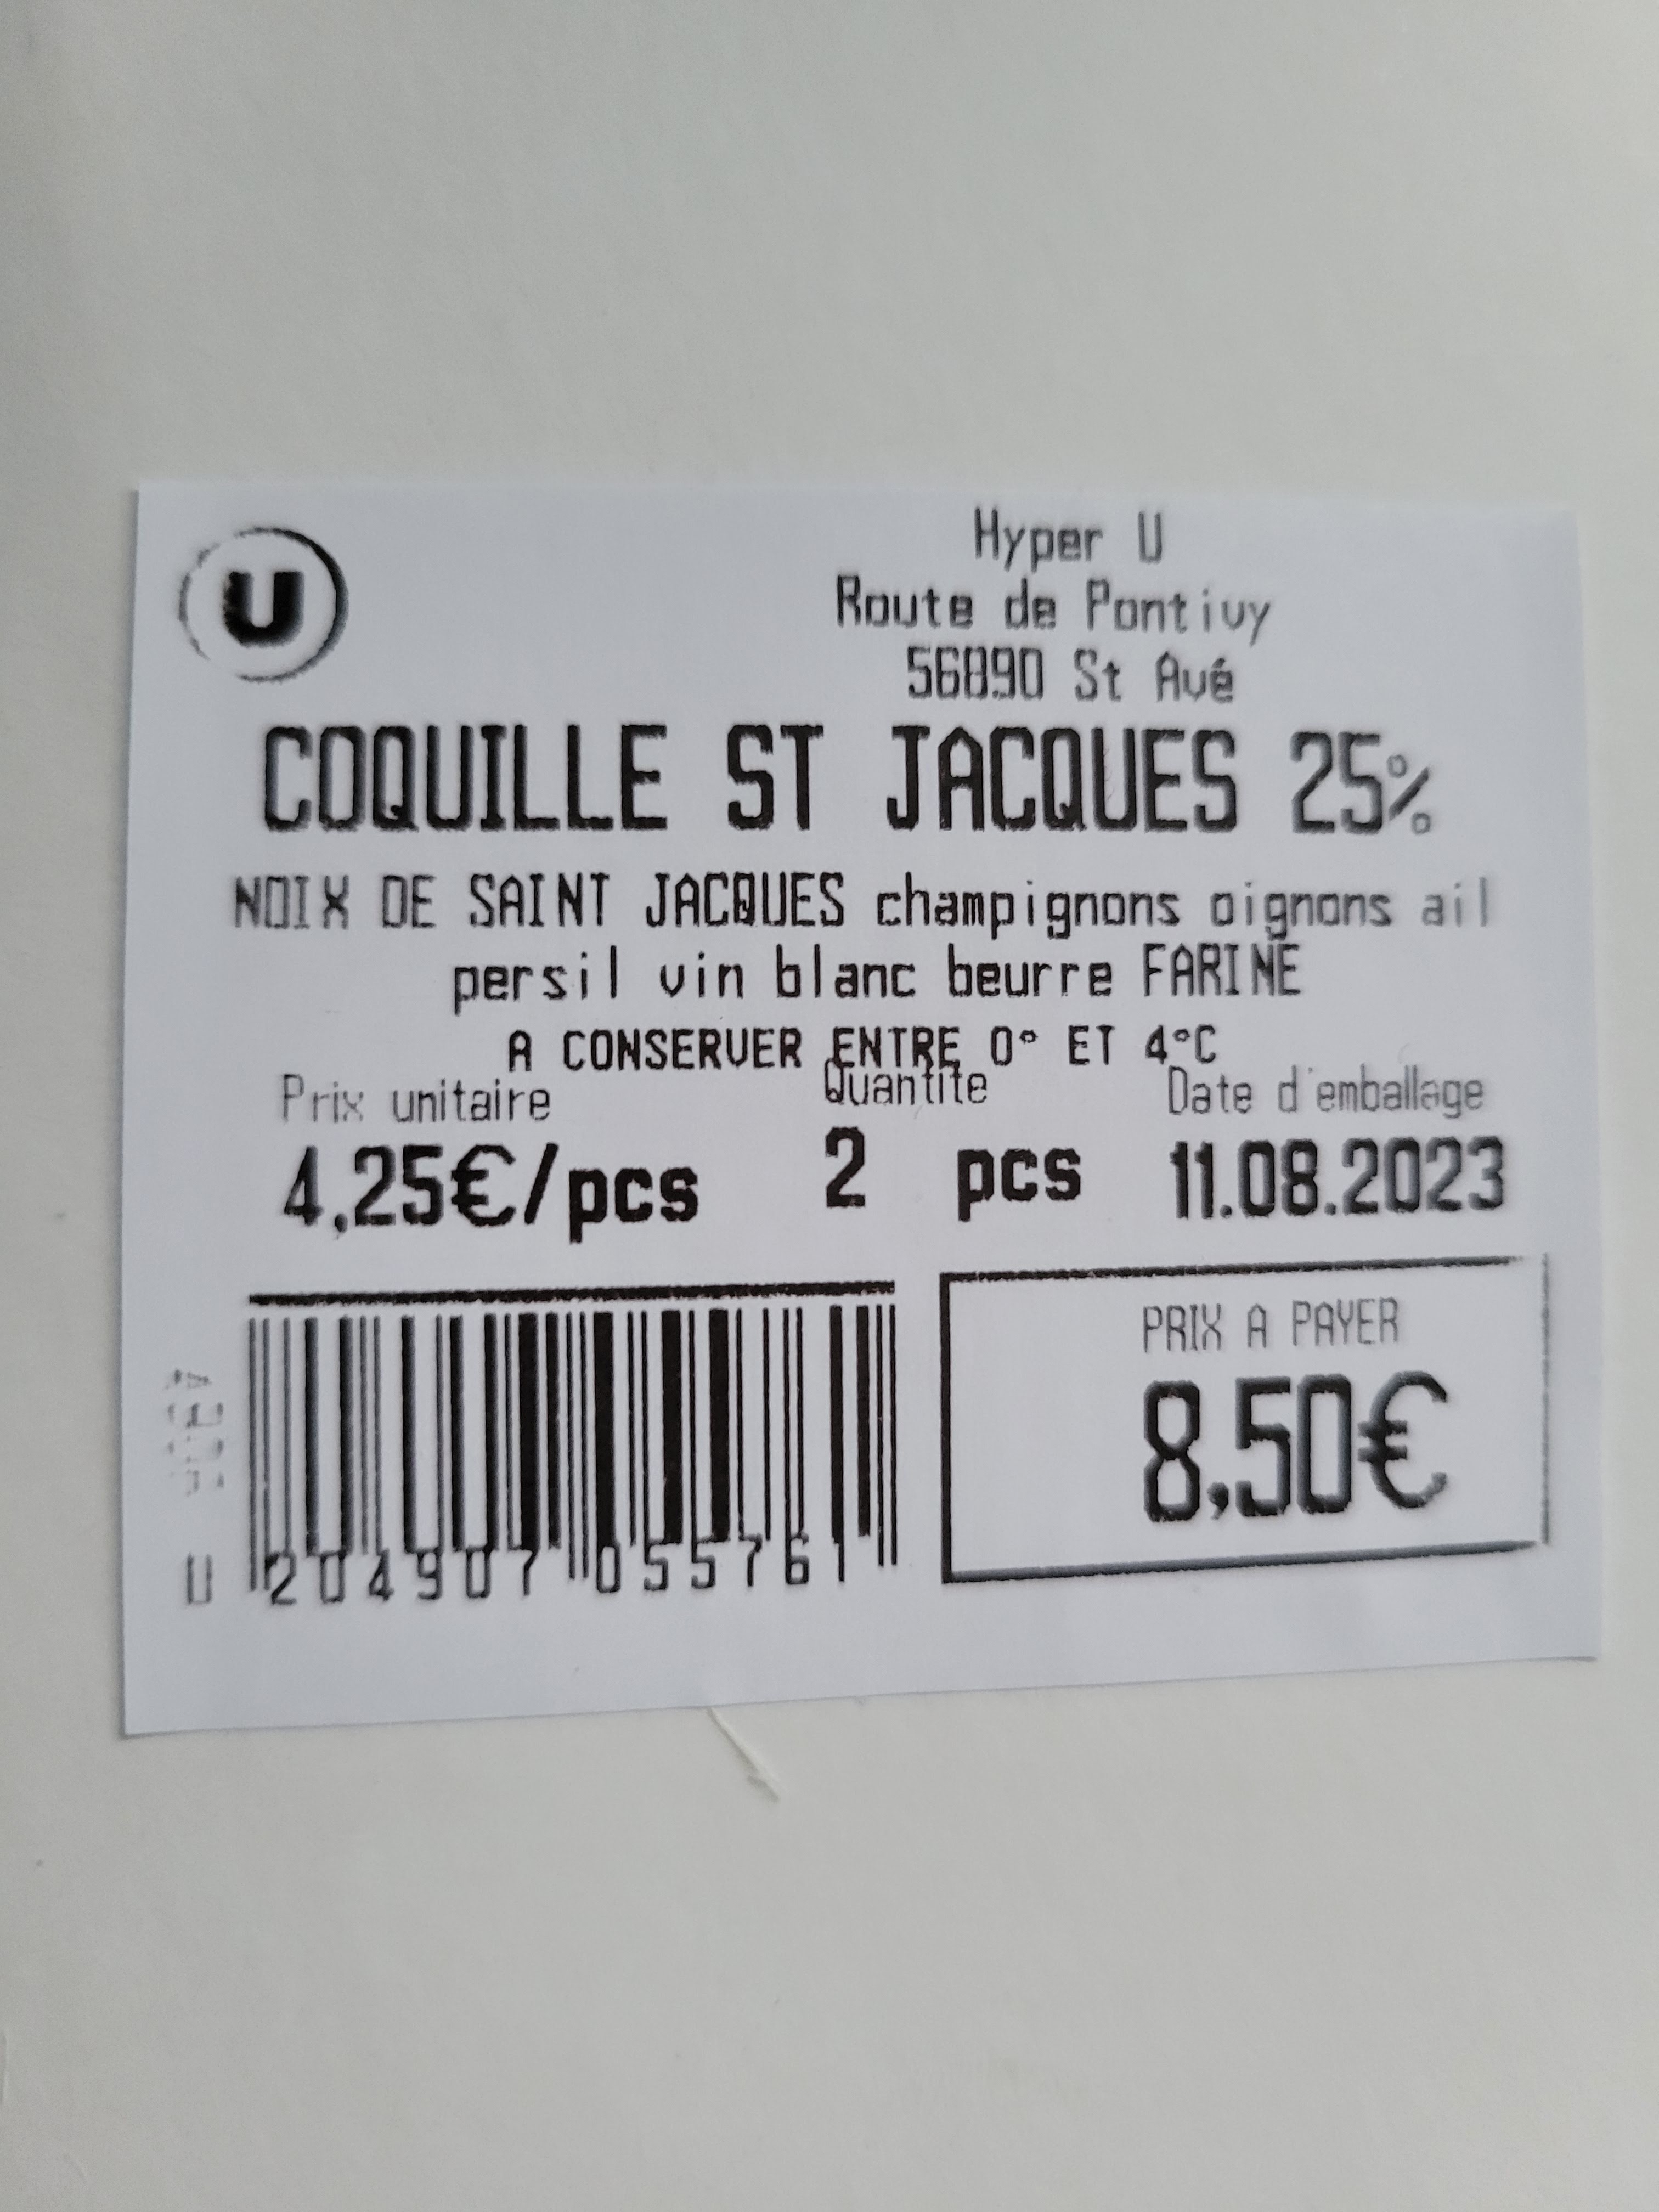 U
Hyper U
Route de Pontivy
56890 St Avé
COQUILLE ST JACQUES 25%
NOIX DE SAINT JACQUES champignons oignons ail
persil vin blanc beurre FARINE
A CONSERVER ENTRE 0° ET 4°C
Prix unitaire Quantité Date d'emballage
4,25€/pcs 2 pcs 11.08.2023
PRIX A PAYER
8,50€
U 204907 055761